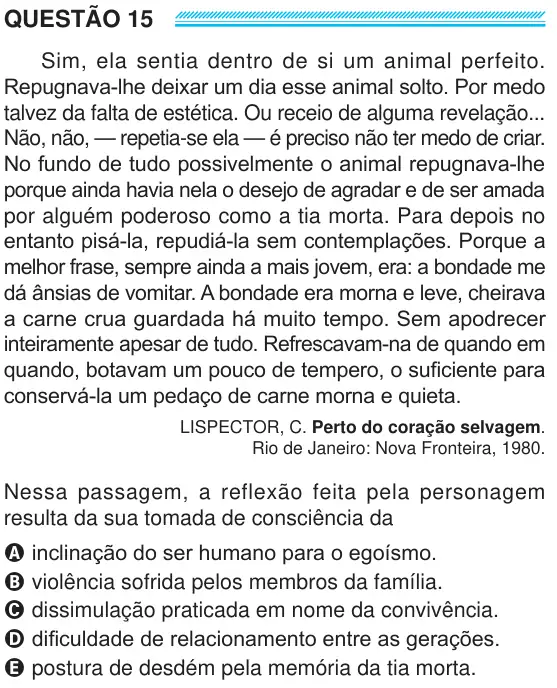 QUESTÃO 15
Sim, ela sentia dentro de si um animal perfeito.
Repugnava-lhe deixar um dia esse animal solto. Por medo
talvez da falta de estética. Ou receio de alguma revelação...
Não, não, — repetia-se ela — é preciso não ter medo de criar.
No fundo de tudo possivelmente o animal repugnava-lhe
porque ainda havia nela o desejo de agradar e de ser amada
por alguém poderoso como a tia morta. Para depois no
entanto pisá-la, repudiá-la sem contemplações. Porque a
melhor frase, sempre ainda a mais jovem, era: a bondade me
dá ânsias de vomitar. A bondade era morna e leve, cheirava
a carne crua guardada há muito tempo. Sem apodrecer
inteiramente apesar de tudo. Refrescavam-na de quando em
quando, botavam um pouco de tempero, o suficiente para
conservá-la um pedaço de carne morna e quieta.
LISPECTOR, C. Perto do coração selvagem.
Rio de Janeiro: Nova Fronteira, 1980.
Nessa passagem, a reflexão feita pela personagem
resulta da sua tomada de consciência da
A inclinação do ser humano para o egoísmo.
B violência sofrida pelos membros da família.
C dissimulação praticada em nome da convivência.
D dificuldade de relacionamento entre as gerações.
E postura de desdém pela memória da tia morta.